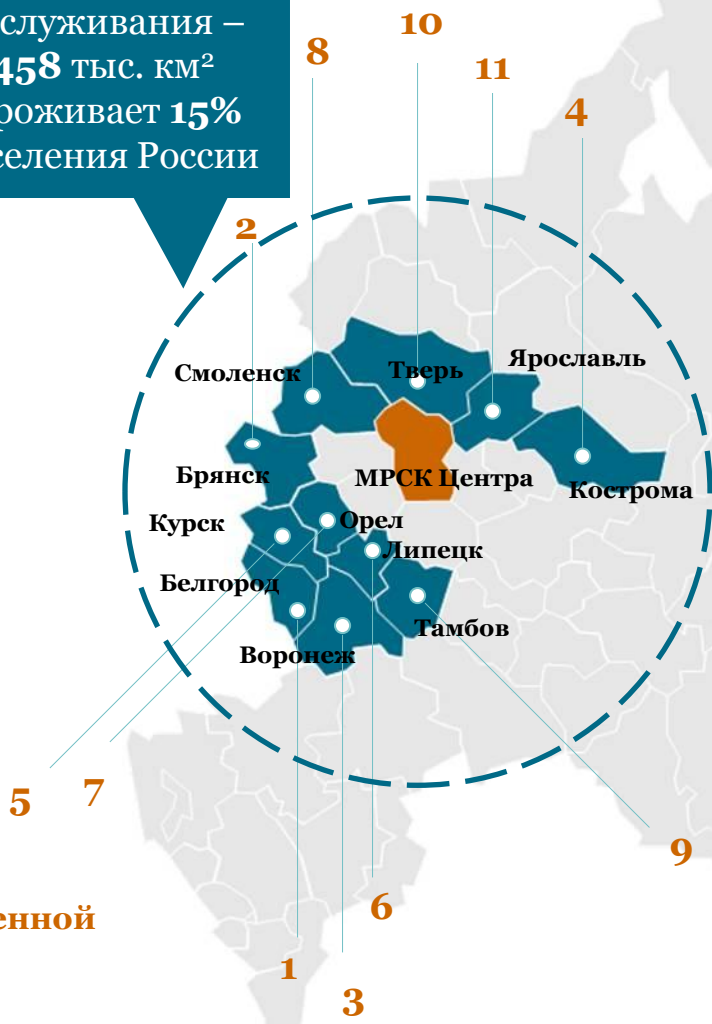 служивания –
458 тыс. км²
роживает 15%
селения России
10
8
11
4
2
Ярославль
Тверь
Смоленск
Брянск
МРСК Центра
Кострома
Курск
Орел
Липецк
Белгород
Тамбов
Воронеж
5
7
9
6
енной
1
3